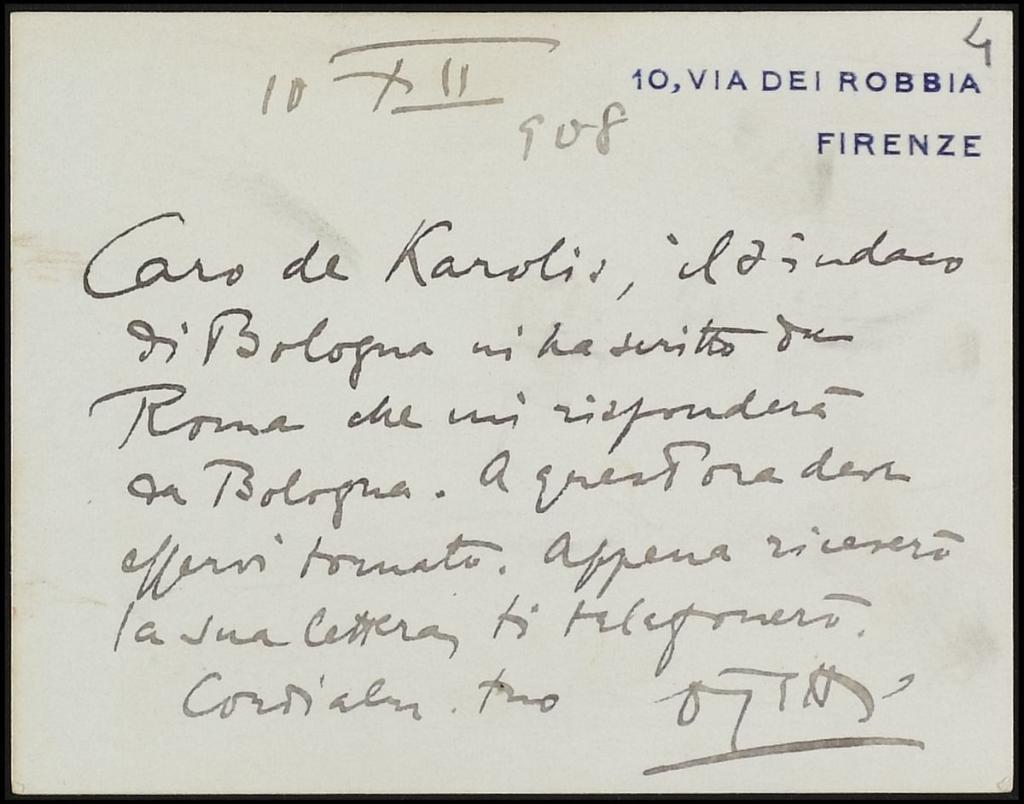 4
10 XII
908
10, VIA DEI ROBBIA
FIRENZE
Caro de Karolis, il Sindaco
di Bologna mi ha scritto da
Roma che mi risponderà
da Bologna. A quest'ora deve
esservi tornato. Appena riceverò
la sua lettera, ti telefonerò.
Cordialm. tuo